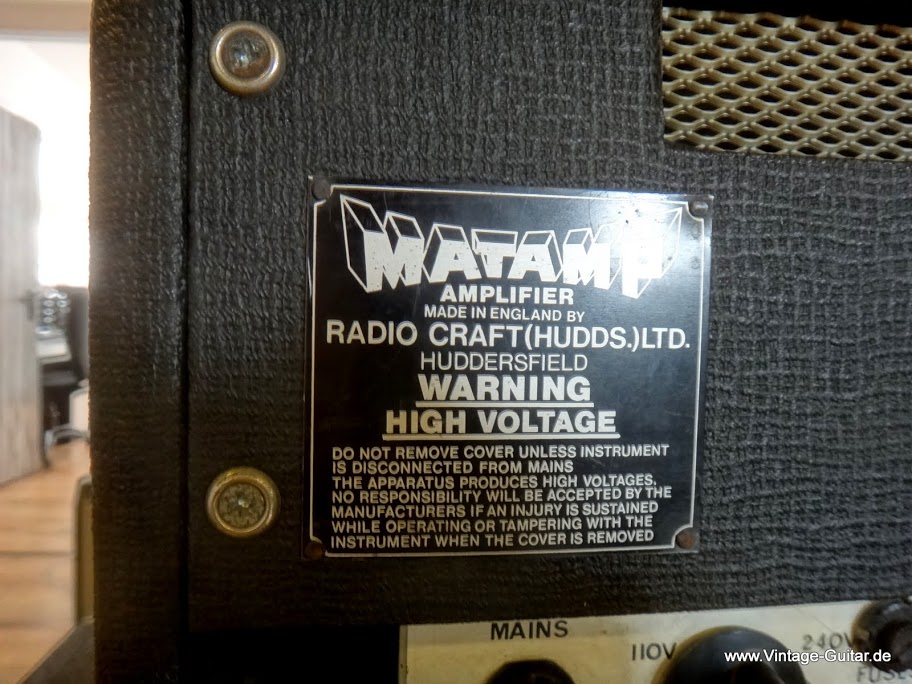 MATAMP
AMPLIFIER
MADE IN ENGLAND BY
RADIO CRAFT(HUDDS.)LTD.
HUDDERSFIELD
WARNING
HIGH VOLTAGE
DO NOT REMOVE COVER UNLESS INSTRUMENT
IS DISCONNECTED FROM MAINS
THE APPARATUS PRODUCES HIGH VOLTAGES.
NO RESPONSIBILITY WILL BE ACCEPTED BY THE
MANUFACTURERS IF AN INJURY IS SUSTAINED
WHILE OPERATING OR TAMPERING WITH THE
INSTRUMENT WHEN THE COVER IS REMOVED
MAINS
110V
240V
FUSES
www.Vintage-Guitar.de